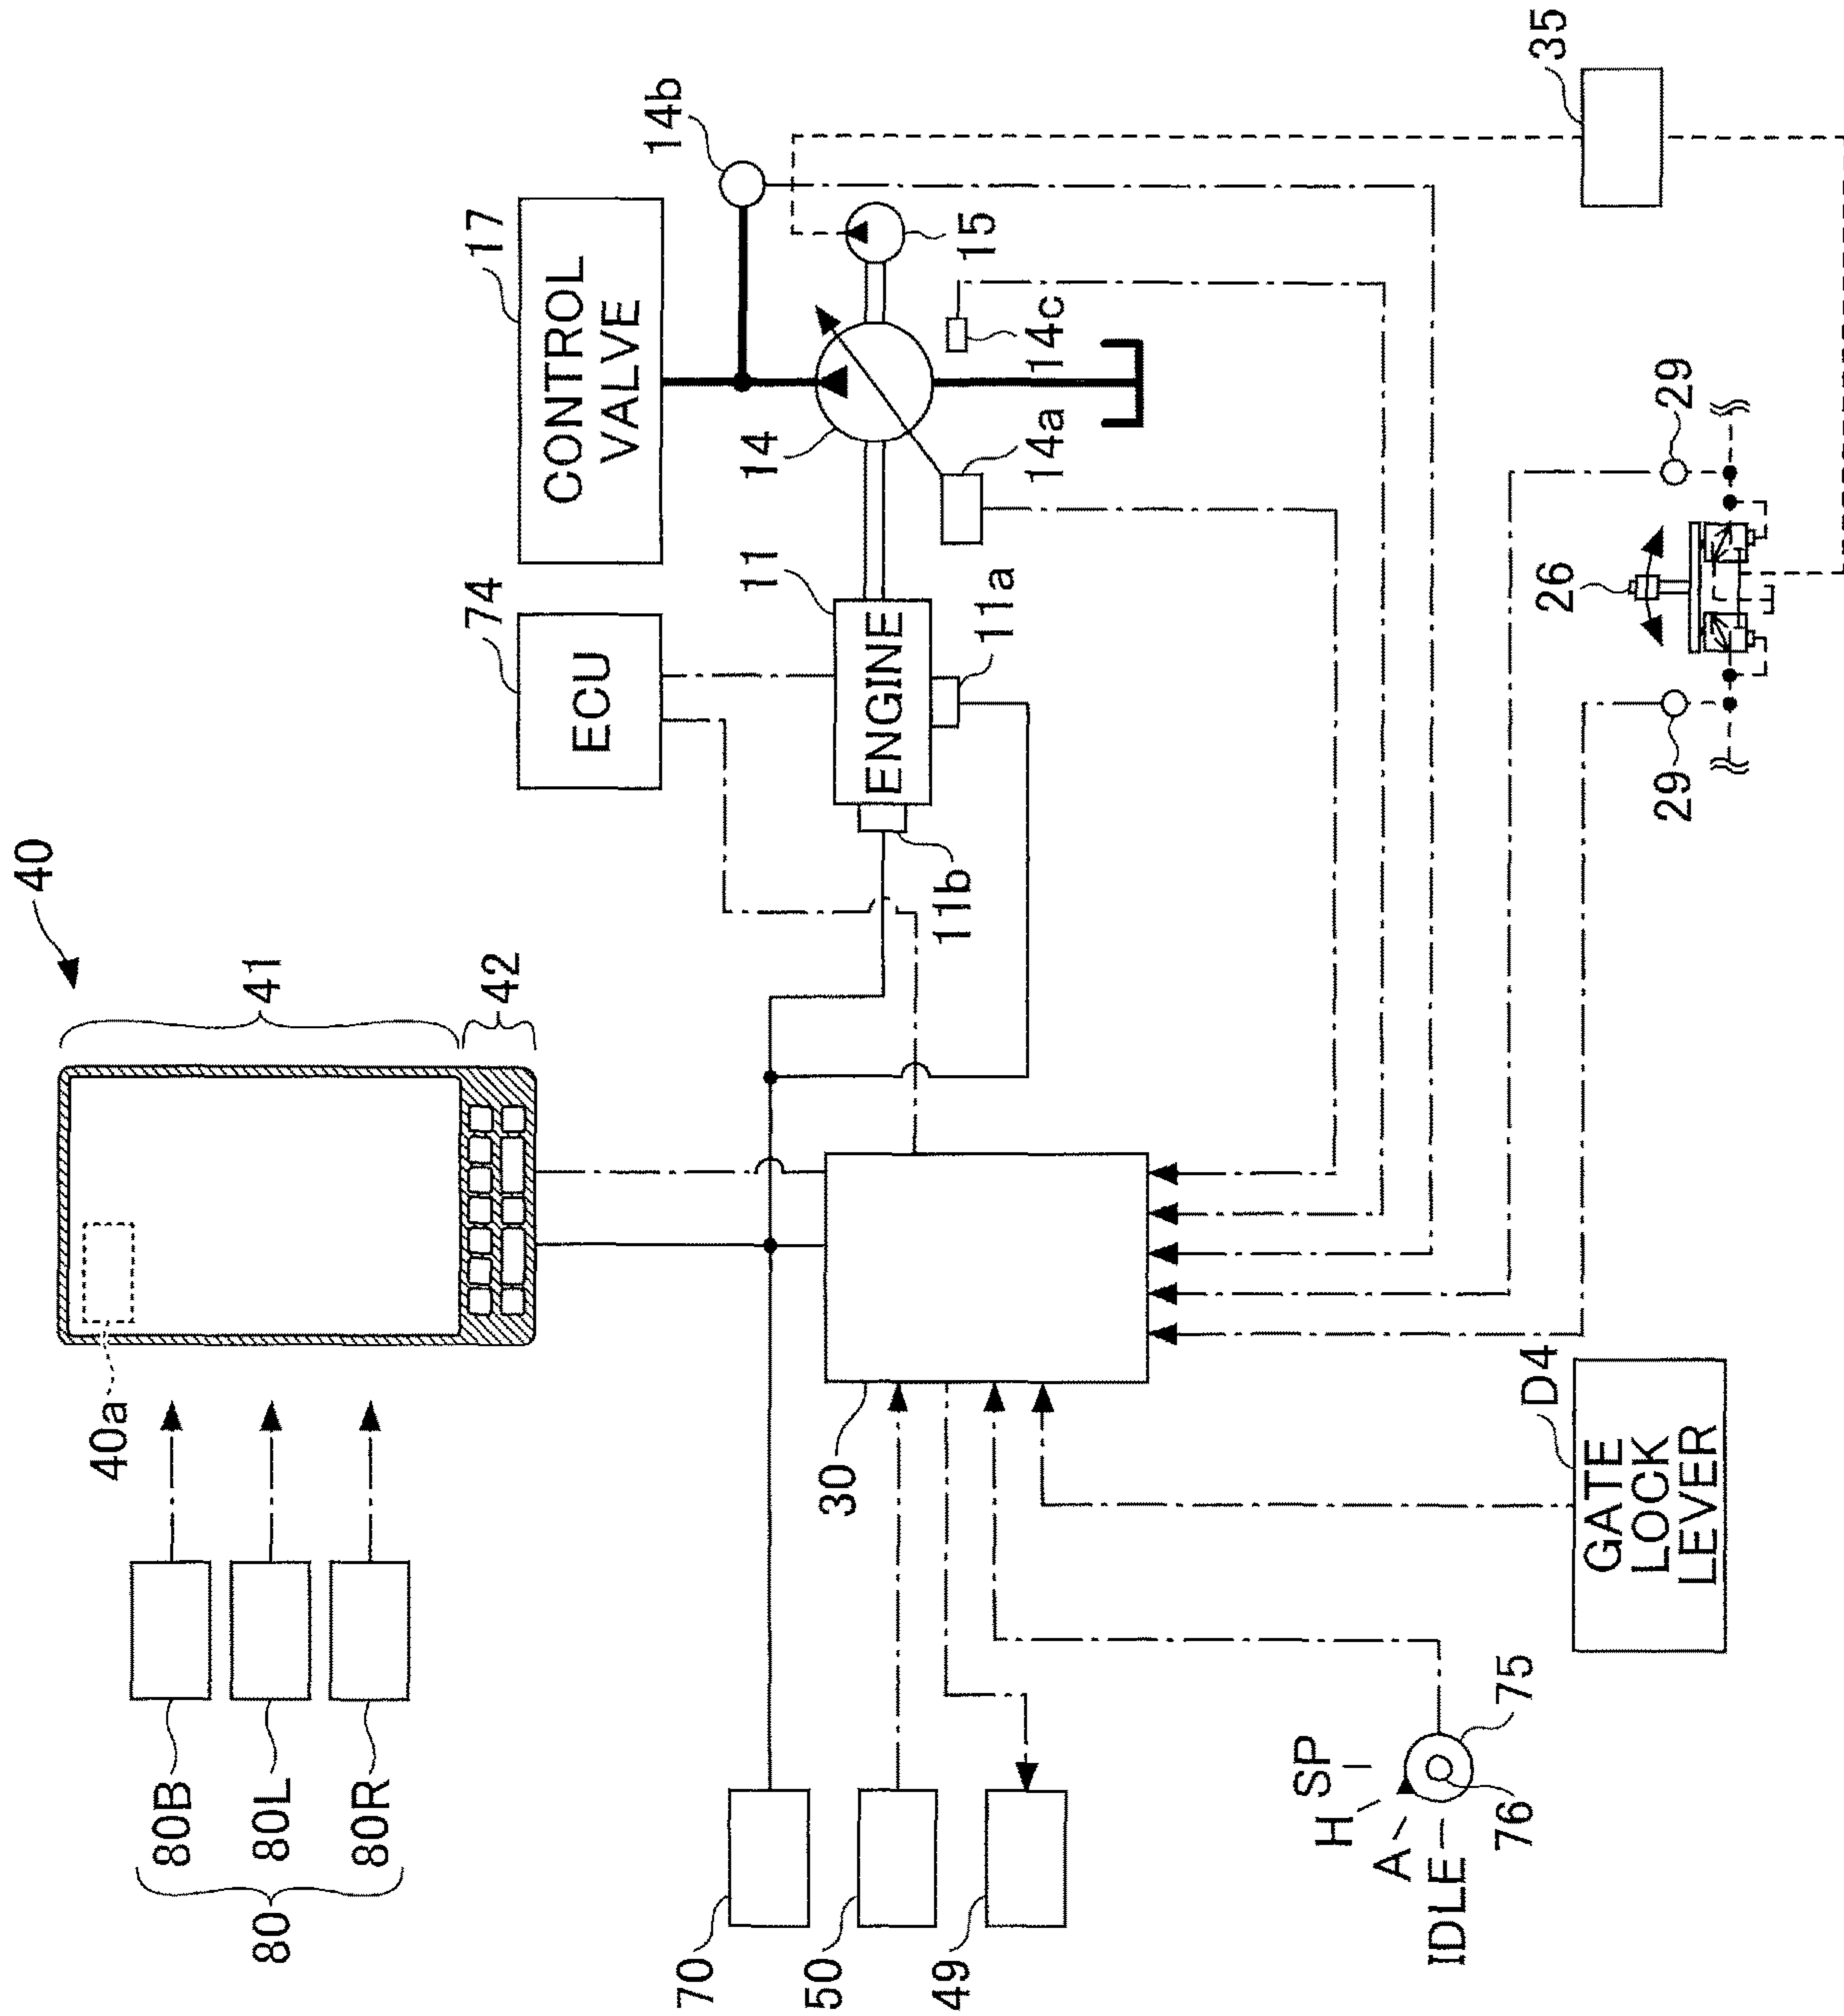 40
80B
80L
80R
80
40a
41
42
74
ECU
17
CONTROL
VALVE
14b
11
ENGINE
11a
11b
14
14a
14c
15
35
70
50
49
30
SP
H
A
IDLE
75
76
D4
GATE
LOCK
LEVER
29
26
29